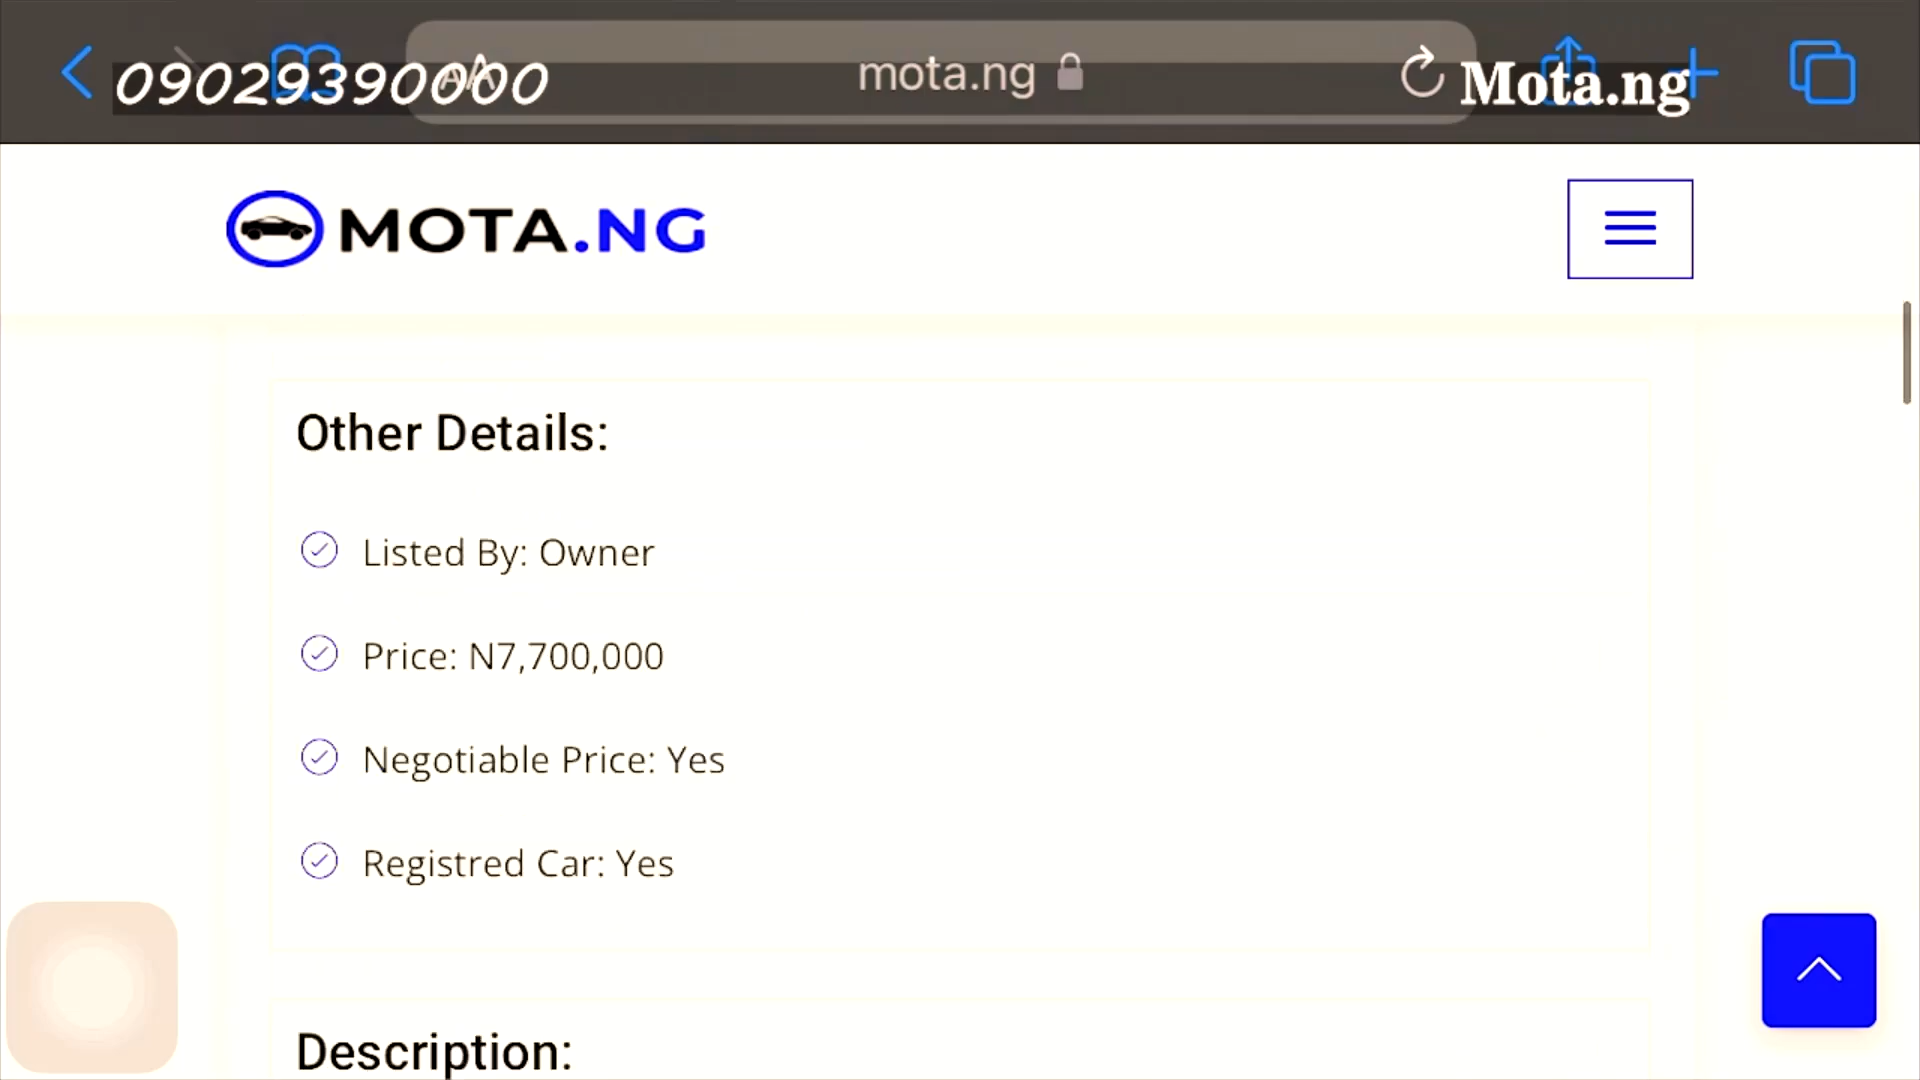 09029390000
AA
mota.ng
Mota.ng
MOTA.NG
Other Details:
Listed By: Owner
Price: N7,700,000
Negotiable Price: Yes
Registred Car: Yes
Description: